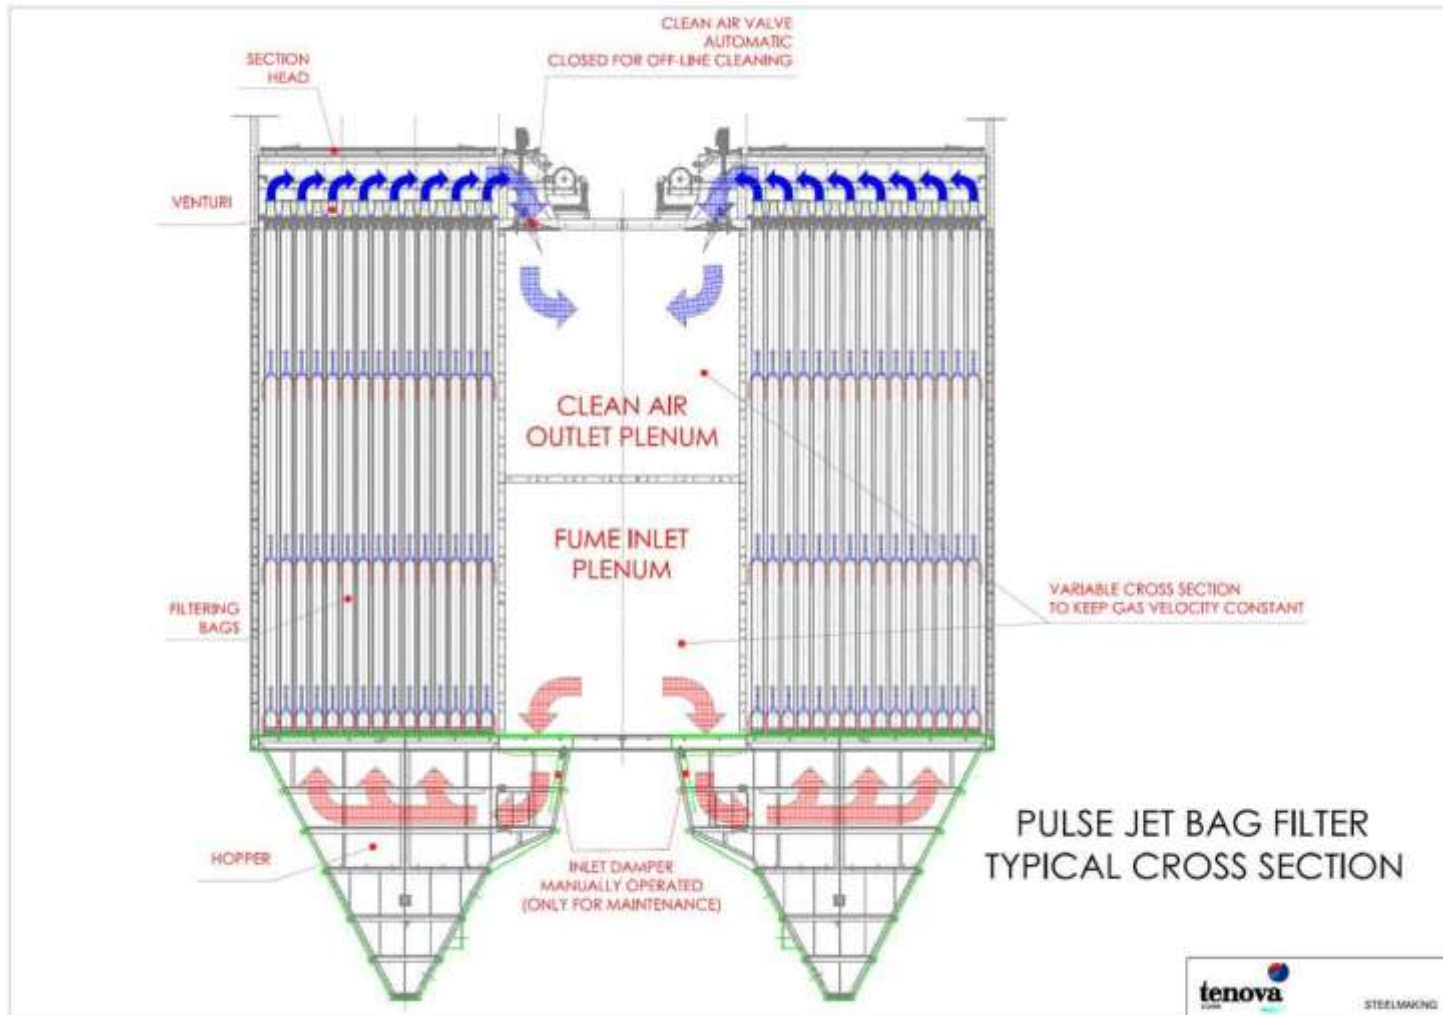 CLEAN AIR VALVE
AUTOMATIC
CLOSED FOR OFF-LINE CLEANING
SECTION
HEAD
VENTURI
CLEAN AIR
OUTLET PLENUM
FUME INLET
PLENUM
FILTERING
BAGS
VARIABLE CROSS SECTION
TO KEEP GAS VELOCITY CONSTANT
HOPPER
INLET DAMPER
MANUALLY OPERATED
(ONLY FOR MAINTENANCE)
PULSE JET BAG FILTER
TYPICAL CROSS SECTION
tenova
STEELMAKING